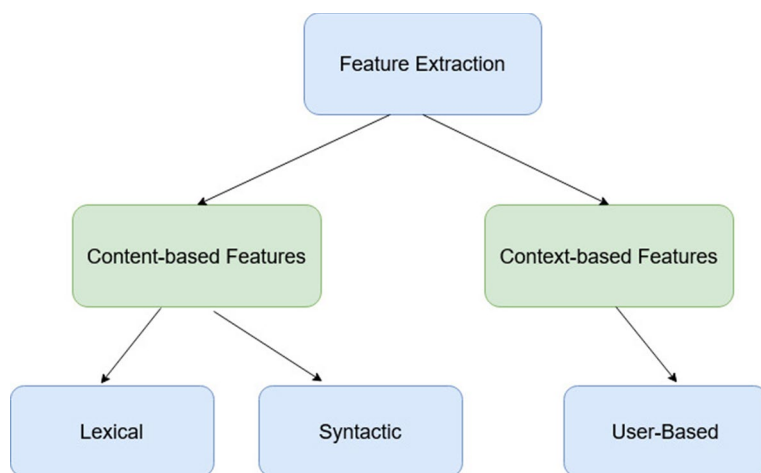 Feature Extraction
Content-based Features
Context-based Features
Lexical
Syntactic
User-Based